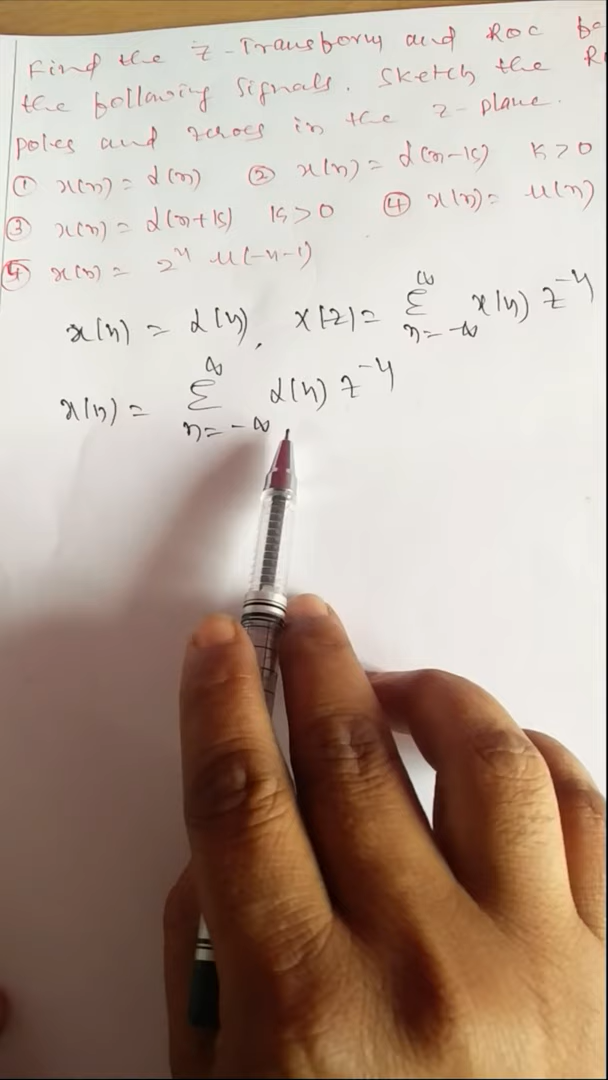 Find the Z-Transform and ROC
the following signals. Sketch the
poles and zeroes in the z-plane.
① x(n) = δ(n) ② x(n) = δ(n-k) k>0
③ x(n) = δ(n+k) k>0 ④ x(n) = u(n)
④ x(n) = 2ⁿ u(-n-1)
x(n) = δ(n), X(z) = Σ_{n=-∞}^{∞} x(n) z⁻ⁿ
x(n) = Σ_{n=-∞}^{∞} δ(n) z⁻ⁿ